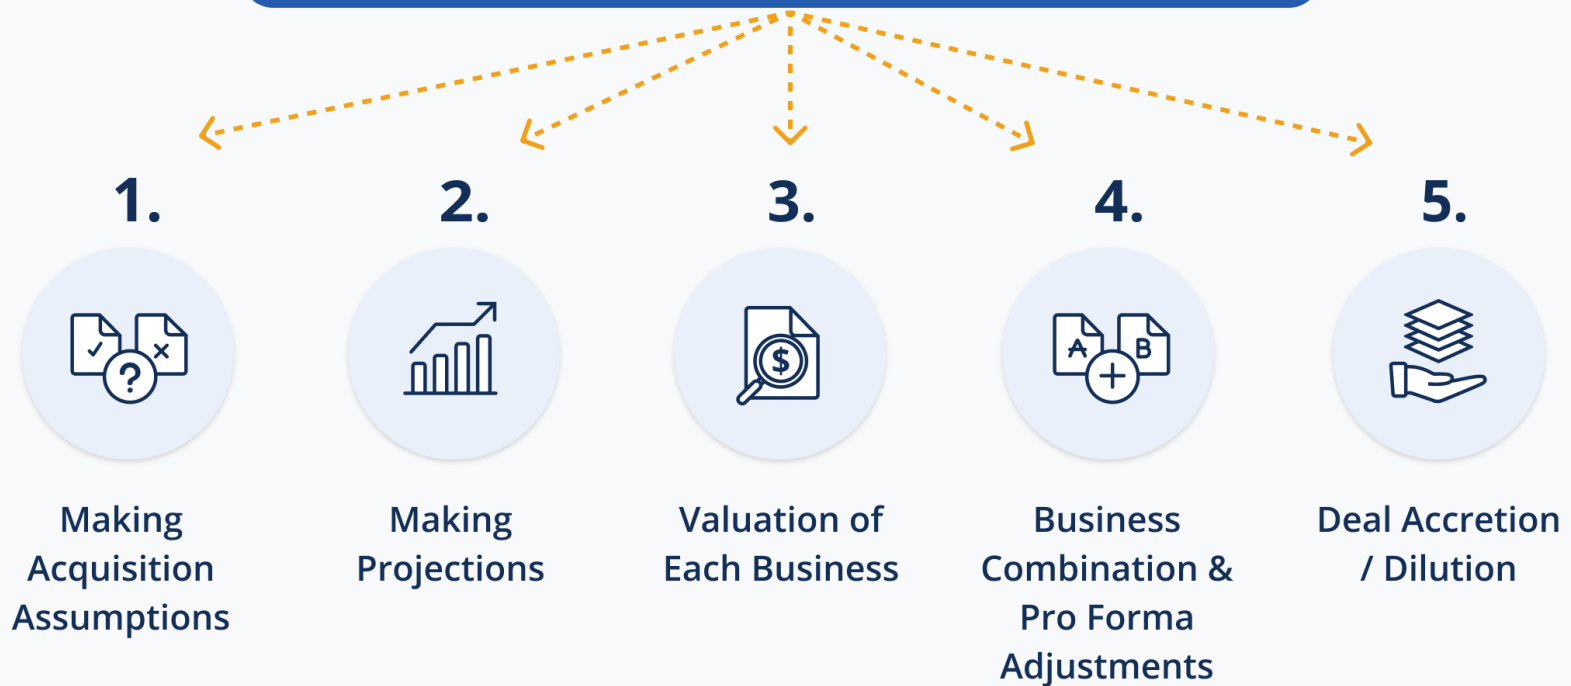 1.
2.
3.
4.
5.
?
$
A
B
Making
Acquisition
Assumptions
Making
Projections
Valuation of
Each Business
Business
Combination &
Pro Forma
Adjustments
Deal Accretion
/ Dilution